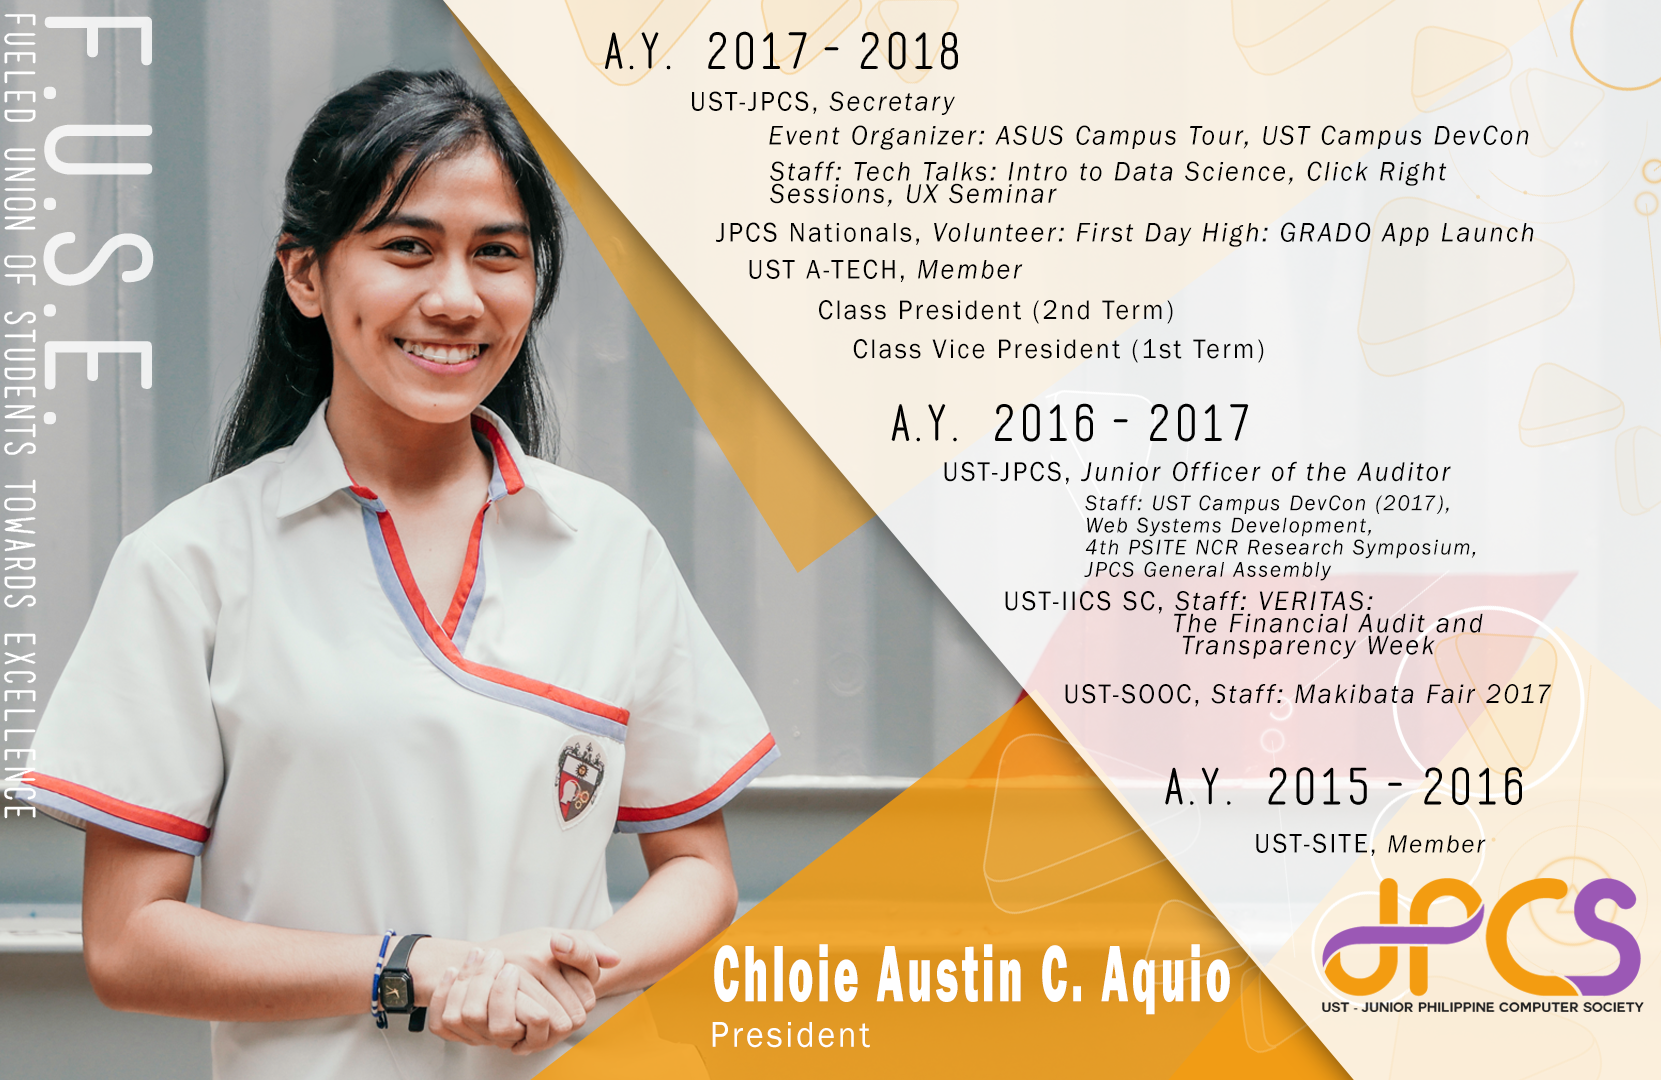 F.U.S.E.
FUELED UNION OF STUDENTS TOWARDS EXCELLENCE
A.Y. 2017 - 2018
UST-JPCS, Secretary
Event Organizer: ASUS Campus Tour, UST Campus DevCon
Staff: Tech Talks: Intro to Data Science, Click Right
Sessions, UX Seminar
JPCS Nationals, Volunteer: First Day High: GRADO App Launch
UST A-TECH, Member
Class President (2nd Term)
Class Vice President (1st Term)
A.Y. 2016 - 2017
UST-JPCS, Junior Officer of the Auditor
Staff: UST Campus DevCon (2017),
Web Systems Development,
4th PSITE NCR Research Symposium,
JPCS General Assembly
UST-IICS SC, Staff: VERITAS:
The Financial Audit and
Transparency Week
UST-SOOC, Staff: Makibata Fair 2017
A.Y. 2015 - 2016
UST-SITE, Member
JPCS
UST - JUNIOR PHILIPPINE COMPUTER SOCIETY
Chloie Austin C. Aquio
President